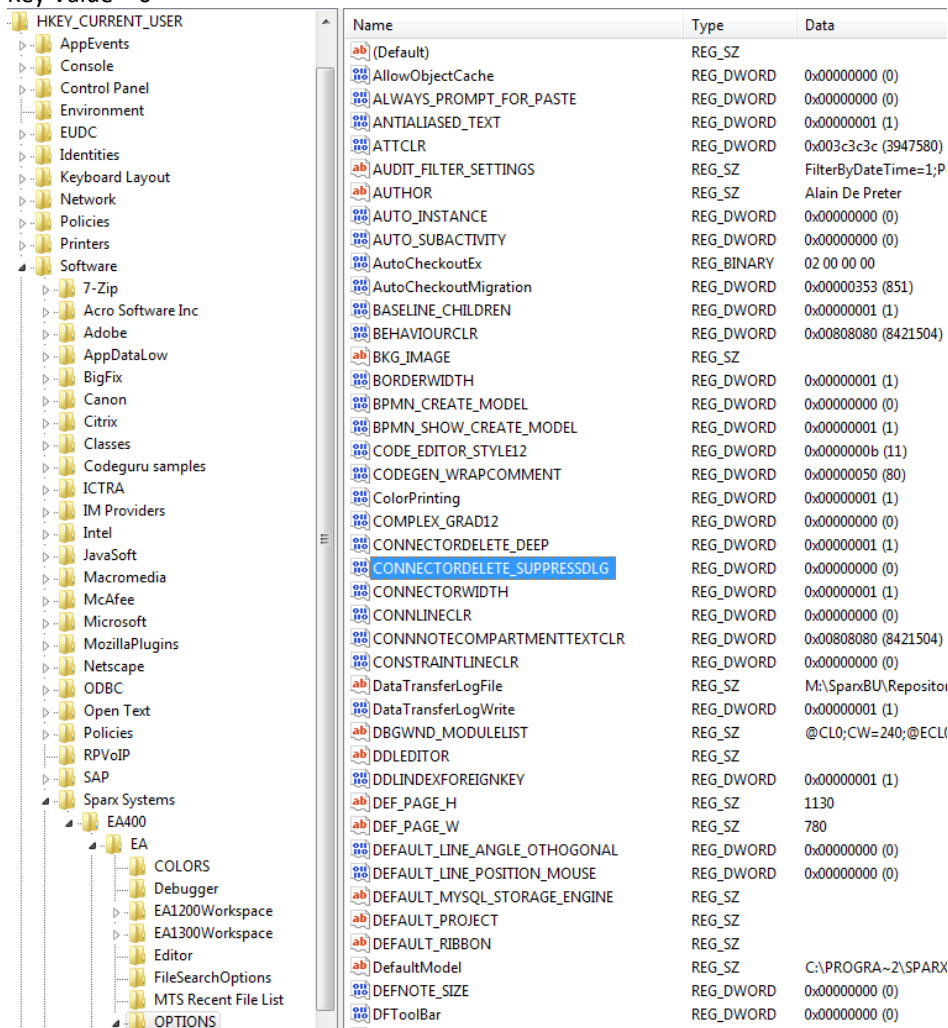 Key Value = 0
HKEY_CURRENT_USER
AppEvents
Console
Control Panel
Environment
EUDC
Identities
Keyboard Layout
Network
Policies
Printers
Software
7-Zip
Acro Software Inc
Adobe
AppDataLow
BigFix
Canon
Citrix
Classes
Codeguru samples
ICTRA
IM Providers
Intel
JavaSoft
Macromedia
McAfee
Microsoft
MozillaPlugins
Netscape
ODBC
Open Text
Policies
RPVoIP
SAP
Sparx Systems
EA400
EA
COLORS
Debugger
EA1200Workspace
EA1300Workspace
Editor
FileSearchOptions
MTS Recent File List
OPTIONS
Name Type Data
(Default) REG_SZ
AllowObjectCache REG_DWORD 0x00000000 (0)
ALWAYS_PROMPT_FOR_PASTE REG_DWORD 0x00000000 (0)
ANTIALIASED_TEXT REG_DWORD 0x00000001 (1)
ATTCLR REG_DWORD 0x003c3c3c (3947580)
AUDIT_FILTER_SETTINGS REG_SZ FilterByDateTime=1;P
AUTHOR REG_SZ Alain De Preter
AUTO_INSTANCE REG_DWORD 0x00000000 (0)
AUTO_SUBACTIVITY REG_DWORD 0x00000000 (0)
AutoCheckoutEx REG_BINARY 02 00 00 00
AutoCheckoutMigration REG_DWORD 0x00000353 (851)
BASELINE_CHILDREN REG_DWORD 0x00000001 (1)
BEHAVIOURCLR REG_DWORD 0x00808080 (8421504)
BKG_IMAGE REG_SZ
BORDERWIDTH REG_DWORD 0x00000001 (1)
BPMN_CREATE_MODEL REG_DWORD 0x00000000 (0)
BPMN_SHOW_CREATE_MODEL REG_DWORD 0x00000001 (1)
CODE_EDITOR_STYLE12 REG_DWORD 0x0000000b (11)
CODEGEN_WRAPCOMMENT REG_DWORD 0x00000050 (80)
ColorPrinting REG_DWORD 0x00000001 (1)
COMPLEX_GRAD12 REG_DWORD 0x00000000 (0)
CONNECTORDELETE_DEEP REG_DWORD 0x00000001 (1)
CONNECTORDELETE_SUPPRESSDLG REG_DWORD 0x00000000 (0)
CONNECTORWIDTH REG_DWORD 0x00000001 (1)
CONNLINECLR REG_DWORD 0x00000000 (0)
CONNNOTECOMPARTMENTTEXTCLR REG_DWORD 0x00808080 (8421504)
CONSTRAINTLINECLR REG_DWORD 0x00000000 (0)
DataTransferLogFile REG_SZ M:\SparxBU\Repositor
DataTransferLogWrite REG_DWORD 0x00000001 (1)
DBGWND_MODULELIST REG_SZ @CL0;CW=240;@ECL0
DDLEDITOR REG_SZ
DDLINDEXFOREIGNKEY REG_DWORD 0x00000001 (1)
DEF_PAGE_H REG_SZ 1130
DEF_PAGE_W REG_SZ 780
DEFAULT_LINE_ANGLE_OTHOGONAL REG_DWORD 0x00000000 (0)
DEFAULT_LINE_POSITION_MOUSE REG_DWORD 0x00000000 (0)
DEFAULT_MYSQL_STORAGE_ENGINE REG_SZ
DEFAULT_PROJECT REG_SZ
DEFAULT_RIBBON REG_SZ
DefaultModel REG_SZ C:\PROGRA~2\SPARX
DEFNOTE_SIZE REG_DWORD 0x00000000 (0)
DFToolBar REG_DWORD 0x00000000 (0)